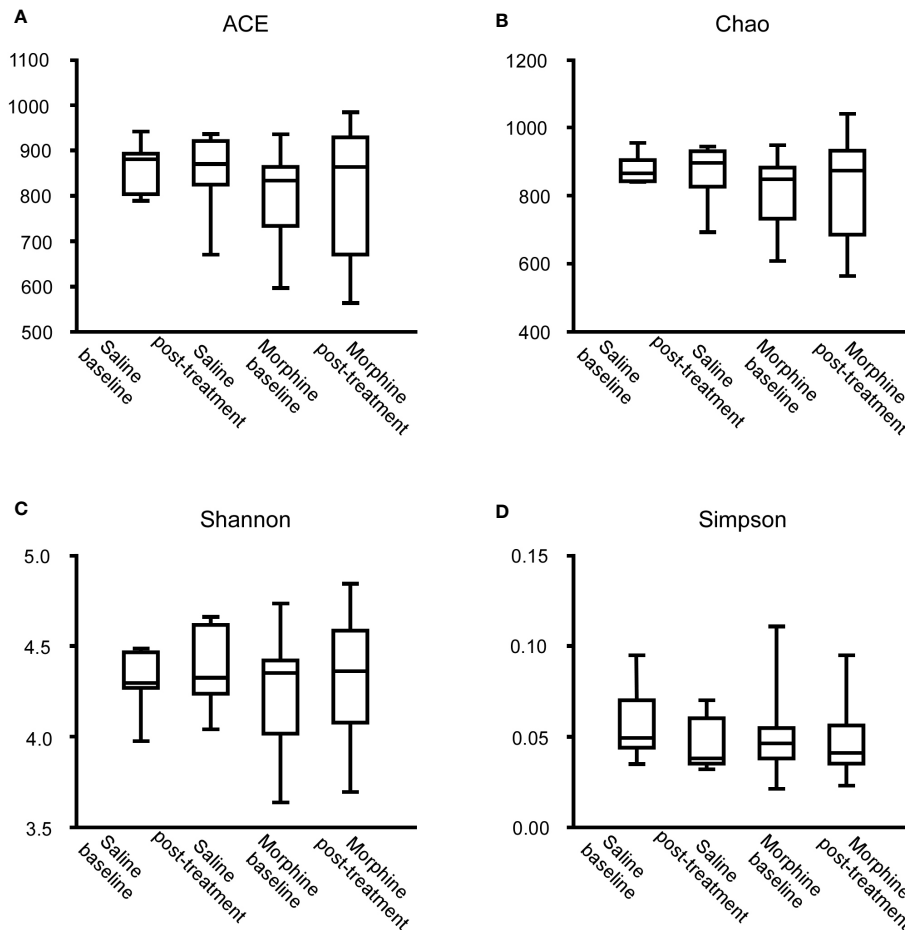 A
ACE
1100
1000
900
800
700
600
500
Saline
baseline
Saline
post-treatment
Morphine
baseline
Morphine
post-treatment
B
Chao
1200
1000
800
600
400
Saline
baseline
Saline
post-treatment
Morphine
baseline
Morphine
post-treatment
C
Shannon
5.0
4.5
4.0
3.5
Saline
baseline
Saline
post-treatment
Morphine
baseline
Morphine
post-treatment
D
Simpson
0.15
0.10
0.05
0.00
Saline
baseline
Saline
post-treatment
Morphine
baseline
Morphine
post-treatment